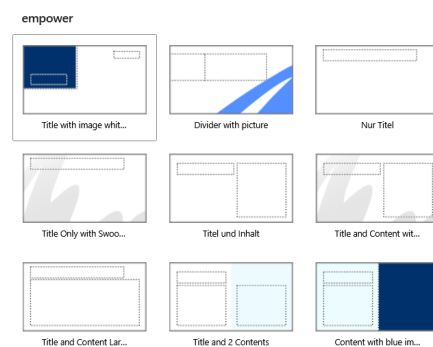 empower
Title with image whit...
Divider with picture
Nur Titel
Title Only with Swoo...
Titel und Inhalt
Title and Content wit...
Title and Content Lar...
Title and 2 Contents
Content with blue im...